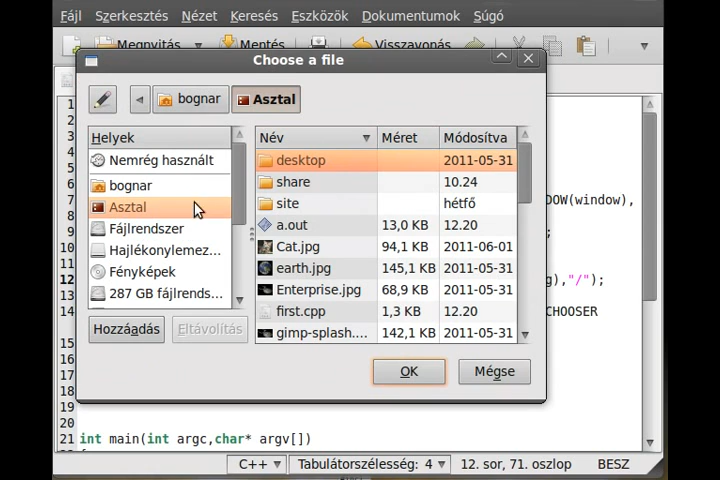 Fájl Szerkesztés Nézet Keresés Eszközök Dokumentumok Súgó
Megnyitás Mentés Visszavonás
Choose a file
bognar Asztal
Helyek
Nemrég használt
bognar
Asztal
Fájlrendszer
Hajlékonylemez...
Fényképek
287 GB fájlrends...
Hozzáadás Eltávolítás
Név Méret Módosítva
desktop 2011-05-31
share 10.24
site hétfő
a.out 13,0 KB 12.20
Cat.jpg 94,1 KB 2011-06-01
earth.jpg 145,1 KB 2011-05-31
Enterprise.jpg 68,9 KB 2011-05-31
first.cpp 1,3 KB 12.20
gimp-splash.... 142,1 KB 2011-05-31
OK Mégse
1
2
3
4
5
6
7 DOW(window),
8
9 ;
10
11
12 g),"/");
13
14 CHOOSER
15
16
17
18
19
20
21 int main(int argc,char* argv[])
C++ Tabulátorszélesség: 4 12. sor, 71. oszlop BESZ